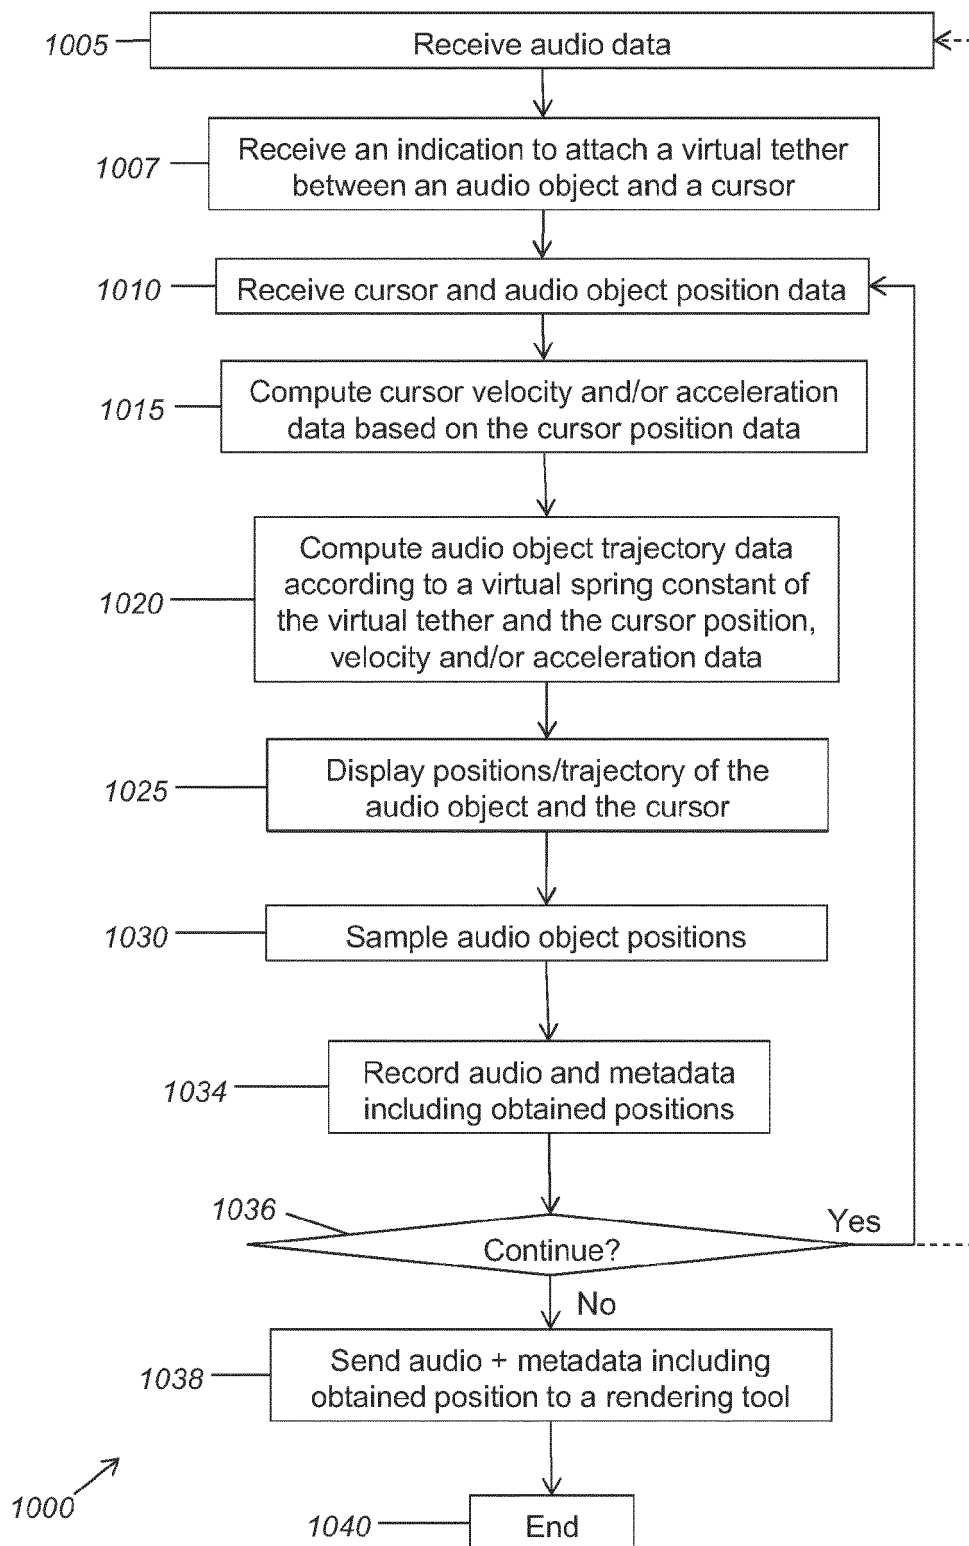 1005
Receive audio data
1007
Receive an indication to attach a virtual tether
between an audio object and a cursor
1010
Receive cursor and audio object position data
1015
Compute cursor velocity and/or acceleration
data based on the cursor position data
1020
Compute audio object trajectory data
according to a virtual spring constant of
the virtual tether and the cursor position,
velocity and/or acceleration data
1025
Display positions/trajectory of the
audio object and the cursor
1030
Sample audio object positions
1034
Record audio and metadata
including obtained positions
1036
Continue?
Yes
No
1038
Send audio + metadata including
obtained position to a rendering tool
1000
1040
End